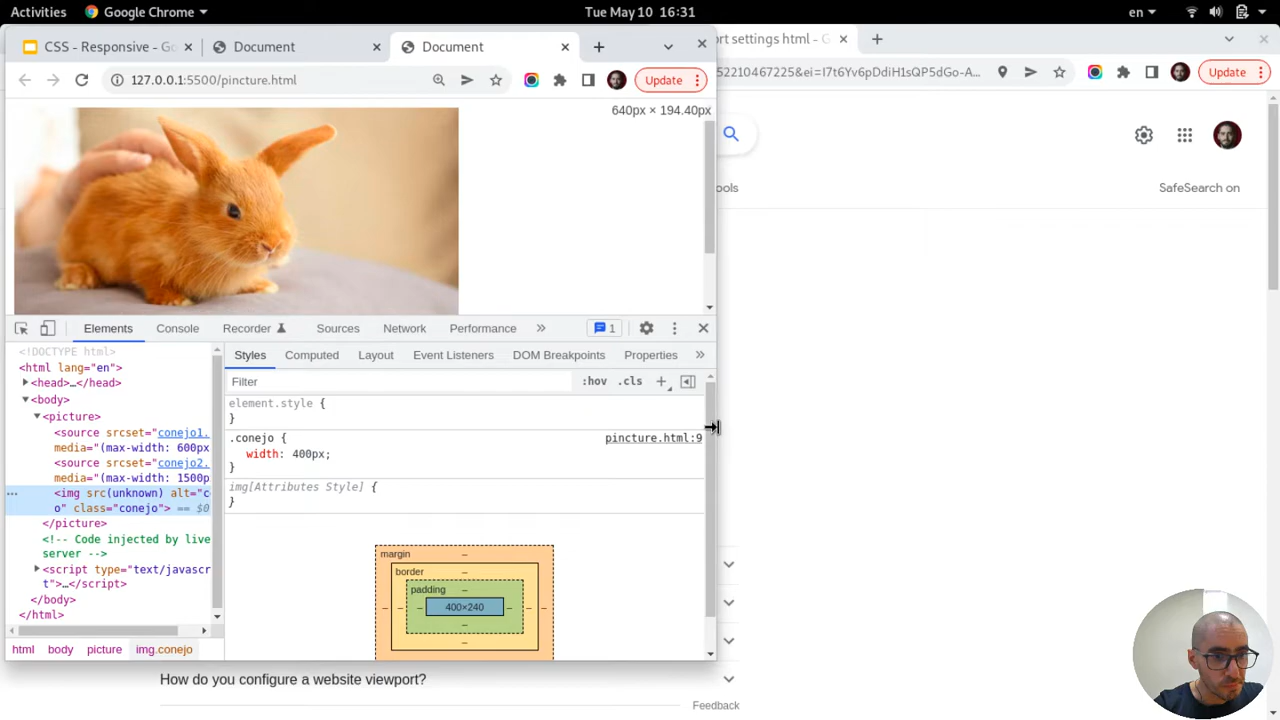 Activities Google Chrome Tue May 10 16:31 en
CSS - Responsive - Go Document Document
ort settings html - G
127.0.0.1:5500/pincture.html Update
52210467225&ei=I7t6Yv6pDdiH1sQP5dGo-A... Update
640px × 194.40px
ools SafeSearch on
Elements Console Recorder Sources Network Performance 1
<!DOCTYPE html>
<html lang="en">
<head>…</head>
<body>
<picture>
<source srcset="conejo1.
media="(max-width: 600px
<source srcset="conejo2.
media="(max-width: 1500p
<img src(unknown) alt="c
o" class="conejo"> == $0
</picture>
<!-- Code injected by live
server -->
<script type="text/javascr
t">…</script>
</body>
</html>
html body picture img.conejo
Styles Computed Layout Event Listeners DOM Breakpoints Properties
Filter :hov .cls
element.style {
}
.conejo { pincture.html:9
width: 400px;
}
img[Attributes Style] {
}
margin –
border –
padding –
– – – 400×240 – – –
–
–
How do you configure a website viewport?
Feedback